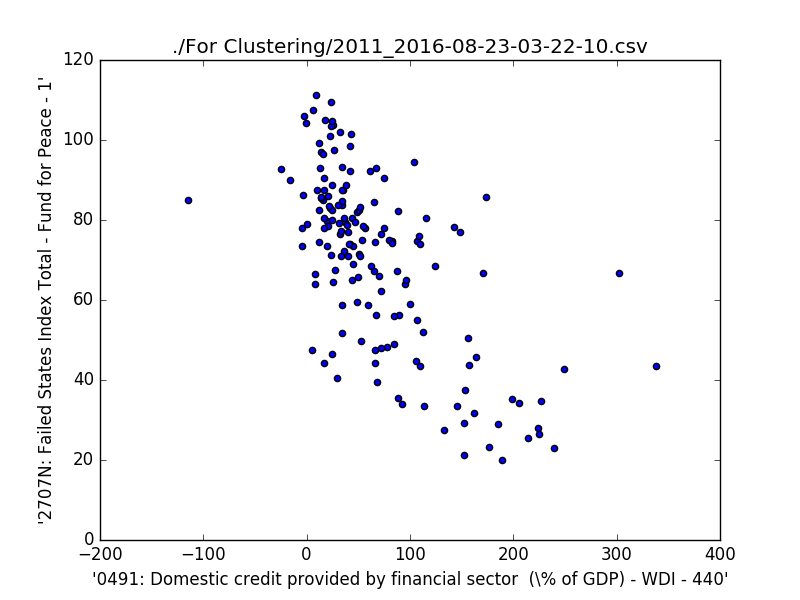 ./For Clustering/2011_2016-08-23-03-22-10.csv
120
100
80
60
40
20
0
'2707N: Failed States Index Total - Fund for Peace - 1'
−200 −100 0 100 200 300 400
'0491: Domestic credit provided by financial sector  (\% of GDP) - WDI - 440'